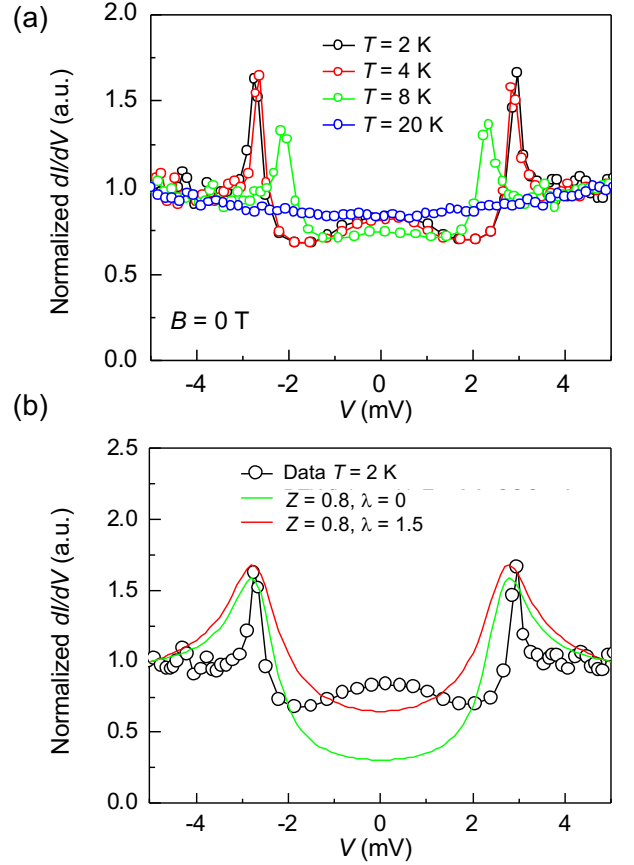 (a)
Normalized dI/dV (a.u.)
2.0
1.5
1.0
0.5
0.0
T = 2 K
T = 4 K
T = 8 K
T = 20 K
B = 0 T
-4 -2 0 2 4
V (mV)
(b)
Normalized dI/dV (a.u.)
2.5
2.0
1.5
1.0
0.5
0.0
Data T = 2 K
Z = 0.8, λ = 0
Z = 0.8, λ = 1.5
-4 -2 0 2 4
V (mV)